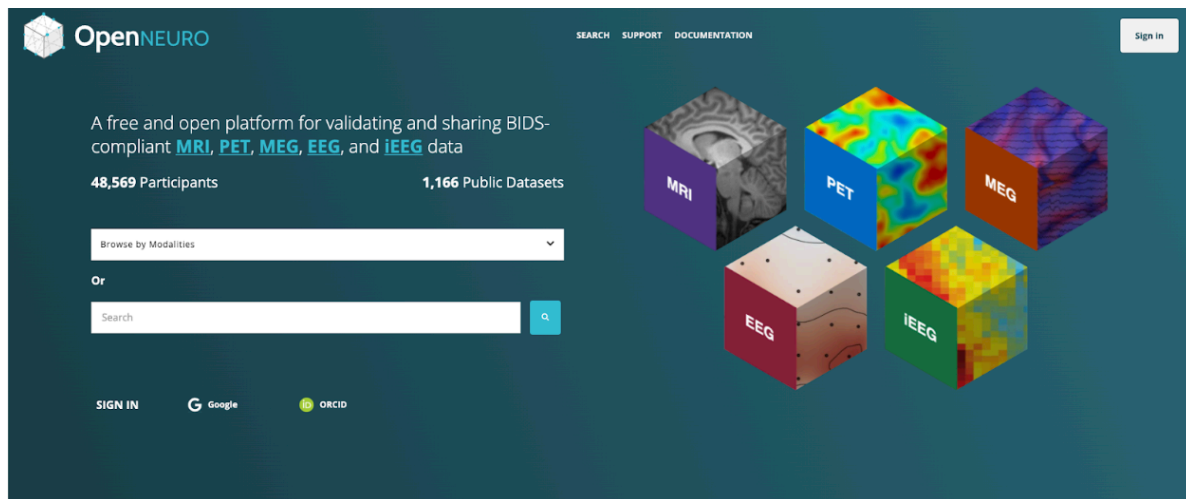 OpenNEURO
SEARCH SUPPORT DOCUMENTATION
Sign in
A free and open platform for validating and sharing BIDS-
compliant MRI, PET, MEG, EEG, and iEEG data
48,569 Participants
1,166 Public Datasets
Browse by Modalities
Or
Search
SIGN IN
G Google
iD ORCID
MRI
PET
MEG
EEG
iEEG